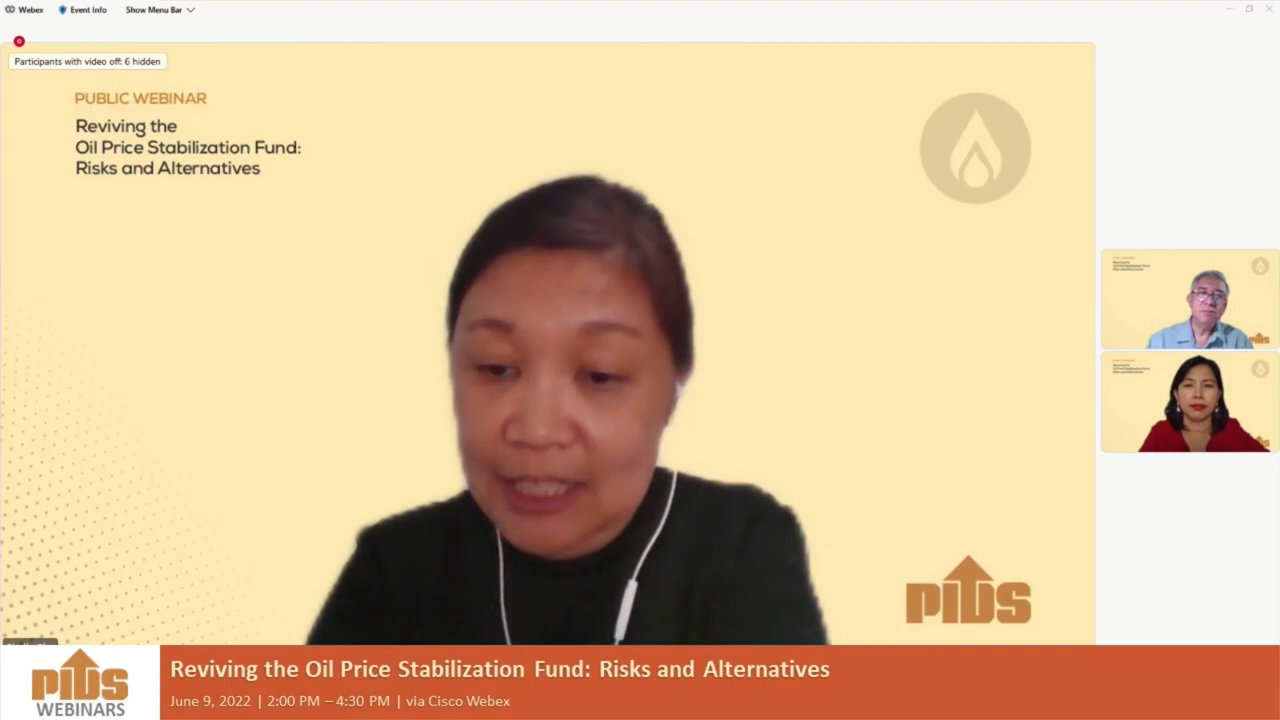 Webex
Event Info
Show Menu Bar
Participants with video off: 6 hidden
PUBLIC WEBINAR
Reviving the
Oil Price Stabilization Fund:
Risks and Alternatives
PIDS
PIDS
WEBINARS
Reviving the Oil Price Stabilization Fund: Risks and Alternatives
June 9, 2022 | 2:00 PM – 4:30 PM | via Cisco Webex